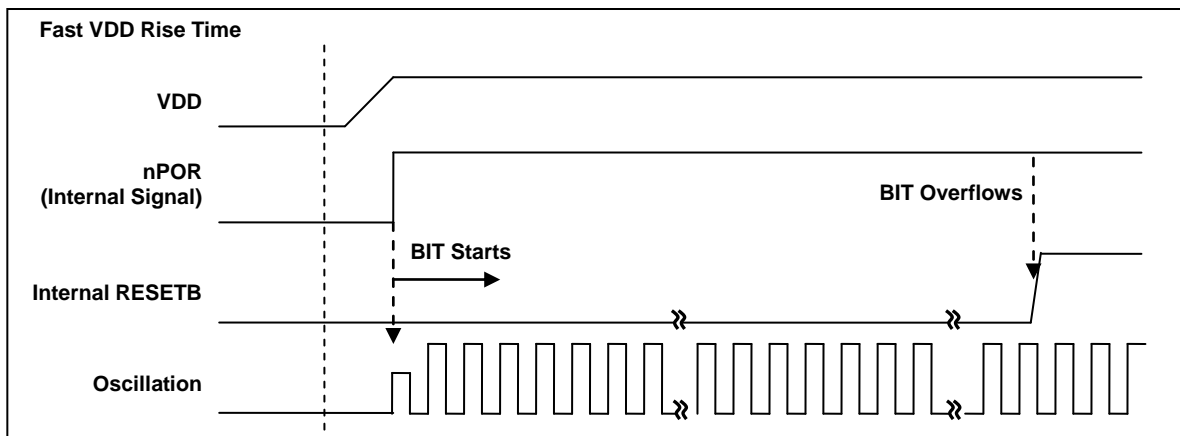 Fast VDD Rise Time
VDD
nPOR
(Internal Signal)
BIT Overflows
BIT Starts
Internal RESETB
Oscillation